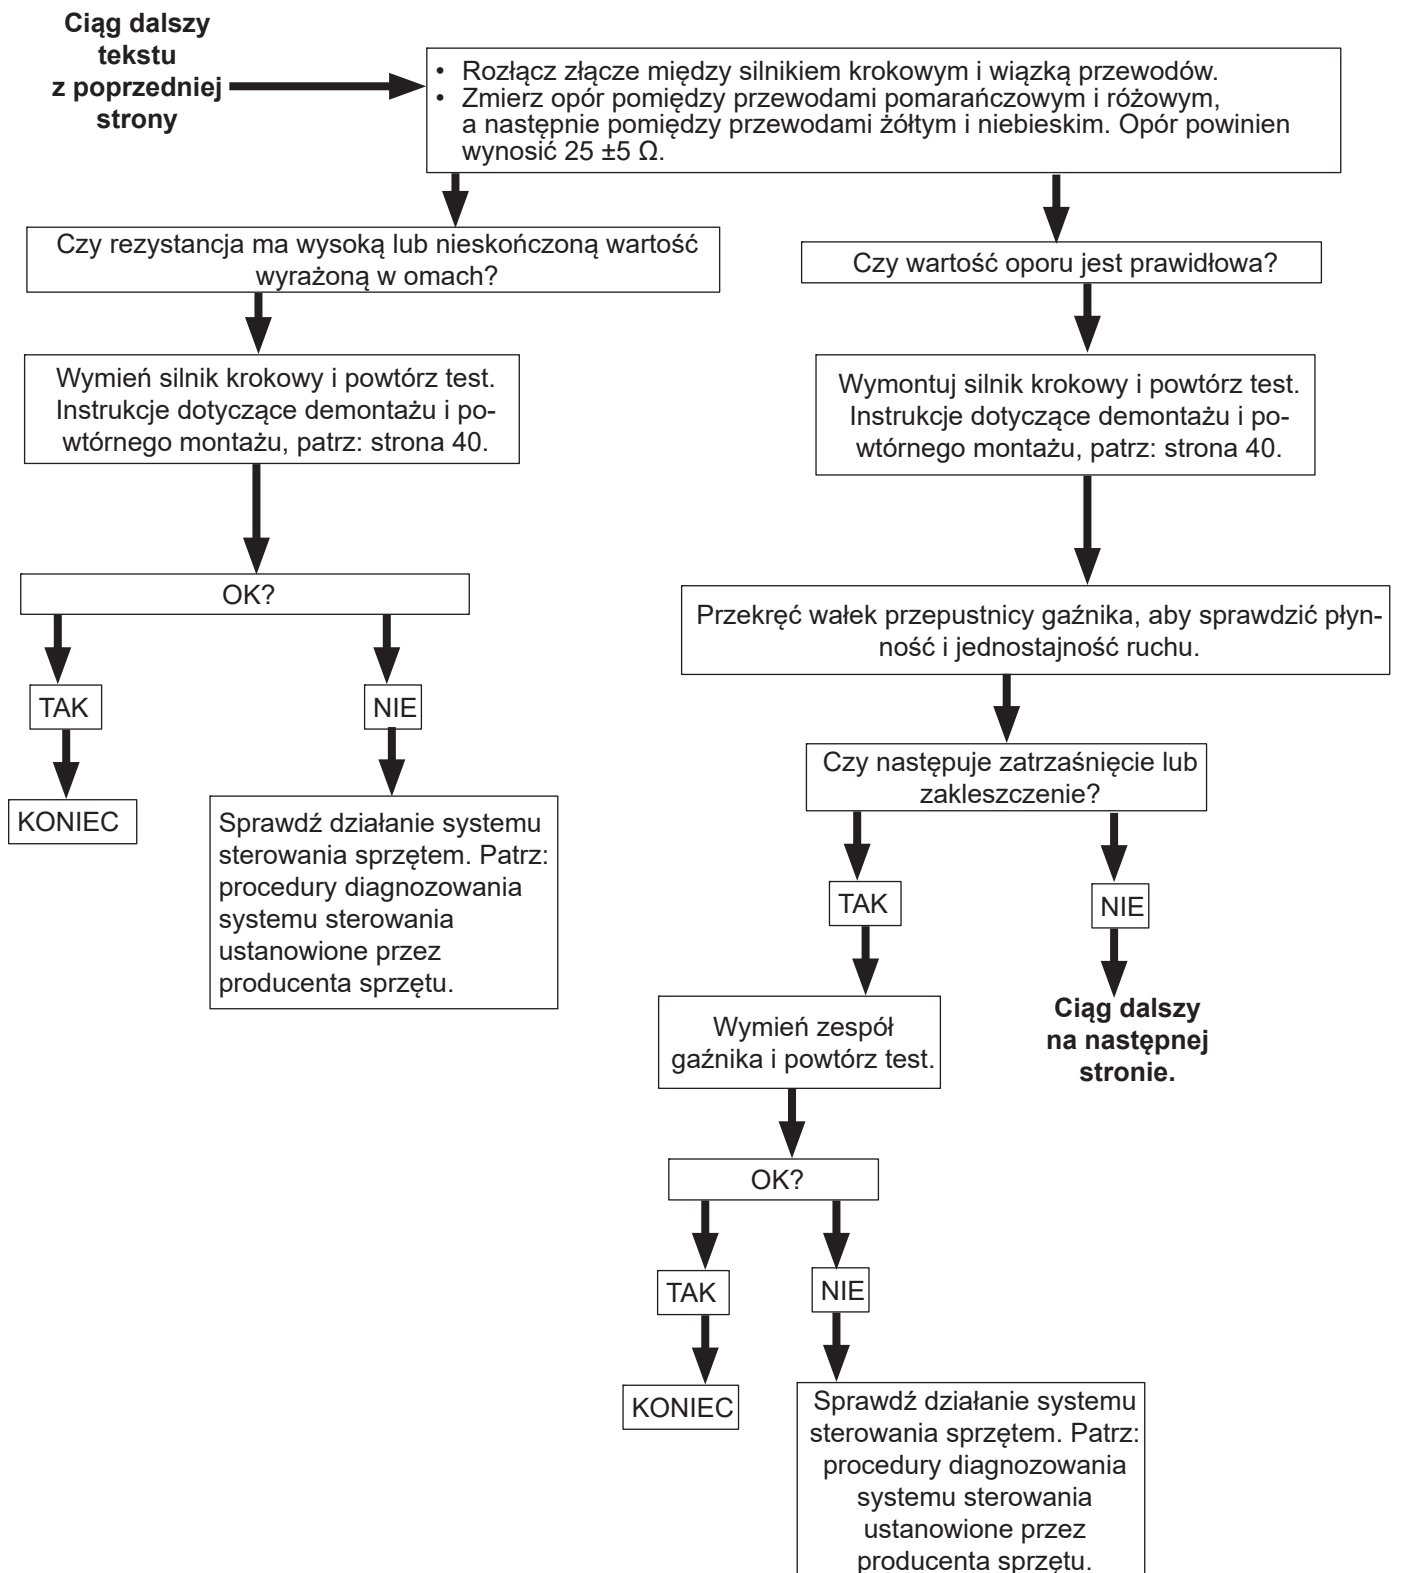 Ciąg dalszy
tekstu
z poprzedniej
strony
• Rozłącz złącze między silnikiem krokowym i wiązką przewodów.
• Zmierz opór pomiędzy przewodami pomarańczowym i różowym,
a następnie pomiędzy przewodami żółtym i niebieskim. Opór powinien
wynosić 25 ±5 Ω.
Czy rezystancja ma wysoką lub nieskończoną wartość
wyrażoną w omach?
Czy wartość oporu jest prawidłowa?
Wymień silnik krokowy i powtórz test.
Instrukcje dotyczące demontażu i po-
wtórnego montażu, patrz: strona 40.
Wymontuj silnik krokowy i powtórz test.
Instrukcje dotyczące demontażu i po-
wtórnego montażu, patrz: strona 40.
OK?
Przekręć wałek przepustnicy gaźnika, aby sprawdzić płyn-
ność i jednostajność ruchu.
TAK
NIE
Czy następuje zatrzaśnięcie lub
zakleszczenie?
KONIEC
Sprawdź działanie systemu
sterowania sprzętem. Patrz:
procedury diagnozowania
systemu sterowania
ustanowione przez
producenta sprzętu.
TAK
NIE
Wymień zespół
gaźnika i powtórz test.
Ciąg dalszy
na następnej
stronie.
OK?
TAK
NIE
KONIEC
Sprawdź działanie systemu
sterowania sprzętem. Patrz:
procedury diagnozowania
systemu sterowania
ustanowione przez
producenta sprzętu.